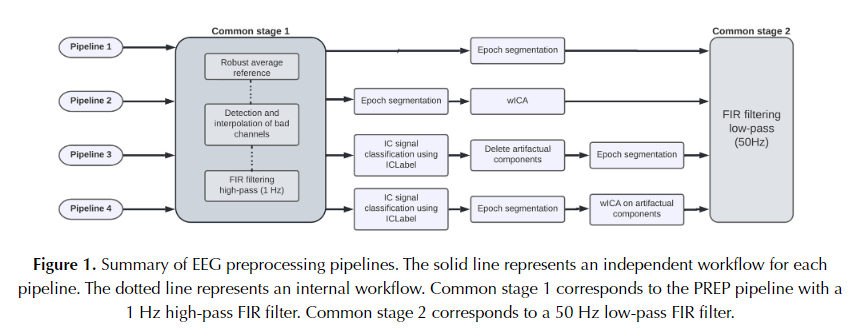 Common stage 1
Common stage 2
Pipeline 1
Epoch segmentation
Robust average
reference
Pipeline 2
Epoch segmentation
wICA
Detection and
interpolation of bad
channels
FIR filtering
low-pass
(50Hz)
Pipeline 3
IC signal
classification using
ICLabel
Delete artifactual
components
Epoch segmentation
FIR filtering
high-pass (1 Hz)
Pipeline 4
IC signal
classification using
ICLabel
Epoch segmentation
wICA on artifactual
components
Figure 1. Summary of EEG preprocessing pipelines. The solid line represents an independent workflow for each
pipeline. The dotted line represents an internal workflow. Common stage 1 corresponds to the PREP pipeline with a
1 Hz high-pass FIR filter. Common stage 2 corresponds to a 50 Hz low-pass FIR filter.